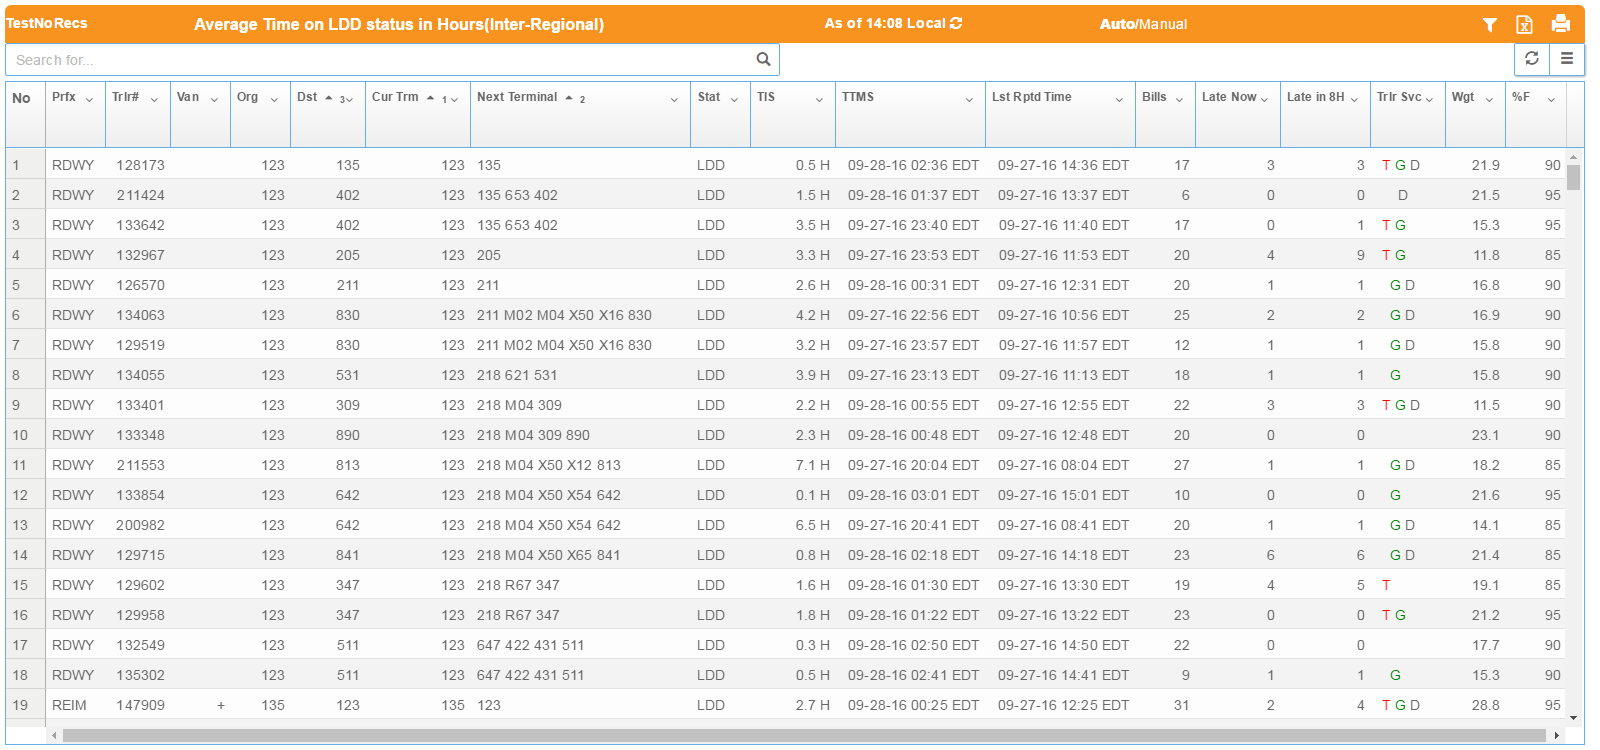 TestNoRecs Average Time on LDD status in Hours(Inter-Regional) As of 14:08 Local Auto/Manual
Search for...
No Prfx Trlr# Van Org Dst 3 Cur Trm 1 Next Terminal 2 Stat TIS TTMS Lst Rptd Time Bills Late Now Late in 8H Trlr Svc Wgt %F
1 RDWY 128173 123 135 123 135 LDD 0.5 H 09-28-16 02:36 EDT 09-27-16 14:36 EDT 17 3 3 T G D 21.9 90
2 RDWY 211424 123 402 123 135 653 402 LDD 1.5 H 09-28-16 01:37 EDT 09-27-16 13:37 EDT 6 0 0 D 21.5 95
3 RDWY 133642 123 402 123 135 653 402 LDD 3.5 H 09-27-16 23:40 EDT 09-27-16 11:40 EDT 17 0 1 T G 15.3 95
4 RDWY 132967 123 205 123 205 LDD 3.3 H 09-27-16 23:53 EDT 09-27-16 11:53 EDT 20 4 9 T G 11.8 85
5 RDWY 126570 123 211 123 211 LDD 2.6 H 09-28-16 00:31 EDT 09-27-16 12:31 EDT 20 1 1 G D 16.8 90
6 RDWY 134063 123 830 123 211 M02 M04 X50 X16 830 LDD 4.2 H 09-27-16 22:56 EDT 09-27-16 10:56 EDT 25 2 2 G D 16.9 90
7 RDWY 129519 123 830 123 211 M02 M04 X50 X16 830 LDD 3.2 H 09-27-16 23:57 EDT 09-27-16 11:57 EDT 12 1 1 G D 15.8 90
8 RDWY 134055 123 531 123 218 621 531 LDD 3.9 H 09-27-16 23:13 EDT 09-27-16 11:13 EDT 18 1 1 G 15.8 90
9 RDWY 133401 123 309 123 218 M04 309 LDD 2.2 H 09-28-16 00:55 EDT 09-27-16 12:55 EDT 22 3 3 T G D 11.5 90
10 RDWY 133348 123 890 123 218 M04 309 890 LDD 2.3 H 09-28-16 00:48 EDT 09-27-16 12:48 EDT 20 0 0 23.1 90
11 RDWY 211553 123 813 123 218 M04 X50 X12 813 LDD 7.1 H 09-27-16 20:04 EDT 09-27-16 08:04 EDT 27 1 1 G D 18.2 85
12 RDWY 133854 123 642 123 218 M04 X50 X54 642 LDD 0.1 H 09-28-16 03:01 EDT 09-27-16 15:01 EDT 10 0 0 G 21.6 95
13 RDWY 200982 123 642 123 218 M04 X50 X54 642 LDD 6.5 H 09-27-16 20:41 EDT 09-27-16 08:41 EDT 20 1 1 G D 14.1 85
14 RDWY 129715 123 841 123 218 M04 X50 X65 841 LDD 0.8 H 09-28-16 02:18 EDT 09-27-16 14:18 EDT 23 6 6 G D 21.4 85
15 RDWY 129602 123 347 123 218 R67 347 LDD 1.6 H 09-28-16 01:30 EDT 09-27-16 13:30 EDT 19 4 5 T 19.1 85
16 RDWY 129958 123 347 123 218 R67 347 LDD 1.8 H 09-28-16 01:22 EDT 09-27-16 13:22 EDT 23 0 0 T G 21.2 95
17 RDWY 132549 123 511 123 647 422 431 511 LDD 0.3 H 09-28-16 02:50 EDT 09-27-16 14:50 EDT 22 0 0 17.7 90
18 RDWY 135302 123 511 123 647 422 431 511 LDD 0.5 H 09-28-16 02:41 EDT 09-27-16 14:41 EDT 9 1 1 G 15.3 90
19 REIM 147909 + 135 123 135 123 LDD 2.7 H 09-28-16 00:25 EDT 09-27-16 12:25 EDT 31 2 4 T G D 28.8 95